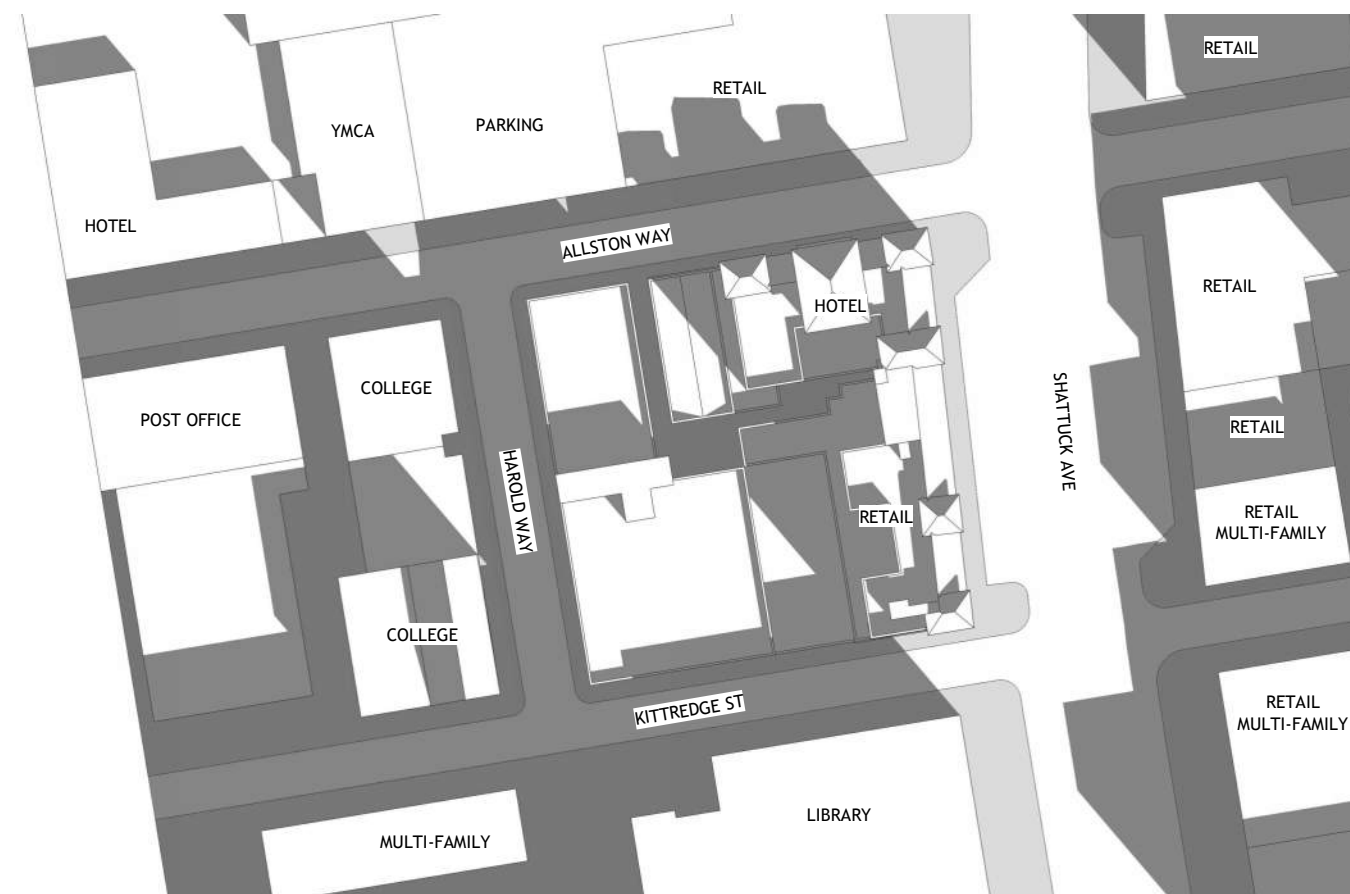 RETAIL
RETAIL
YMCA
PARKING
HOTEL
ALLSTON WAY
HOTEL
RETAIL
COLLEGE
POST OFFICE
SHATTUCK AVE
RETAIL
HAROLD WAY
RETAIL
RETAIL
MULTI-FAMILY
COLLEGE
KITTREDGE ST
RETAIL
MULTI-FAMILY
LIBRARY
MULTI-FAMILY